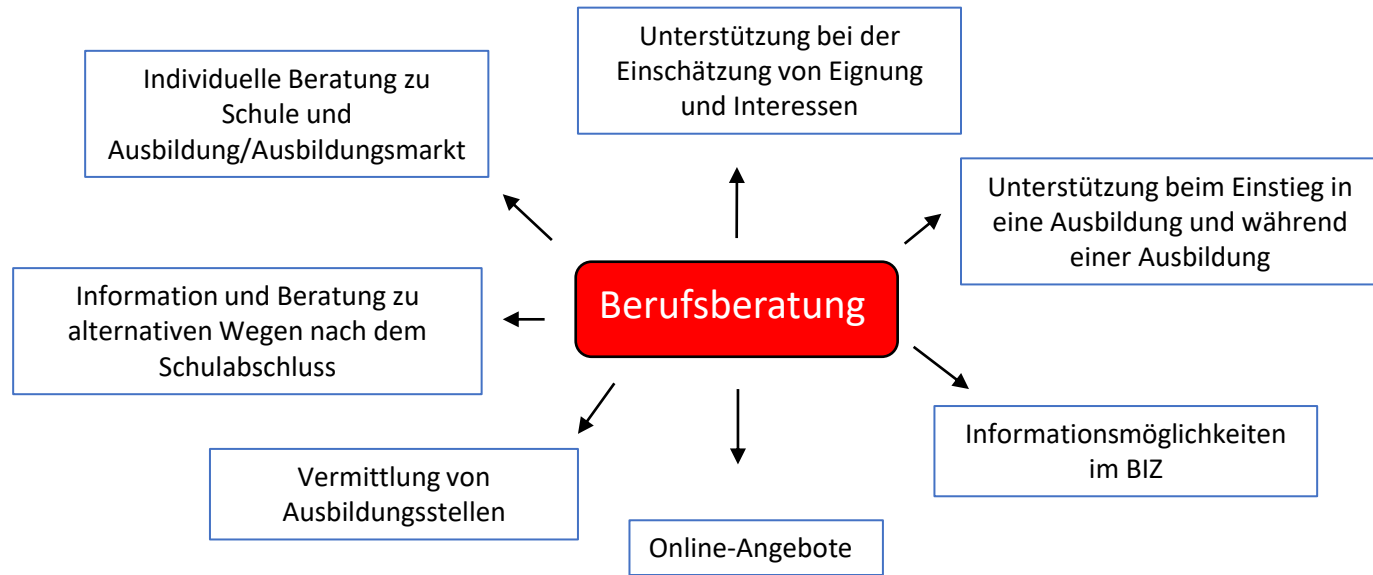 Unterstützung bei der
Einschätzung von Eignung
und Interessen
Individuelle Beratung zu
Schule und
Ausbildung/Ausbildungsmarkt
Unterstützung beim Einstieg in
eine Ausbildung und während
einer Ausbildung
Berufsberatung
Information und Beratung zu
alternativen Wegen nach dem
Schulabschluss
Informationsmöglichkeiten
im BIZ
Vermittlung von
Ausbildungsstellen
Online-Angebote